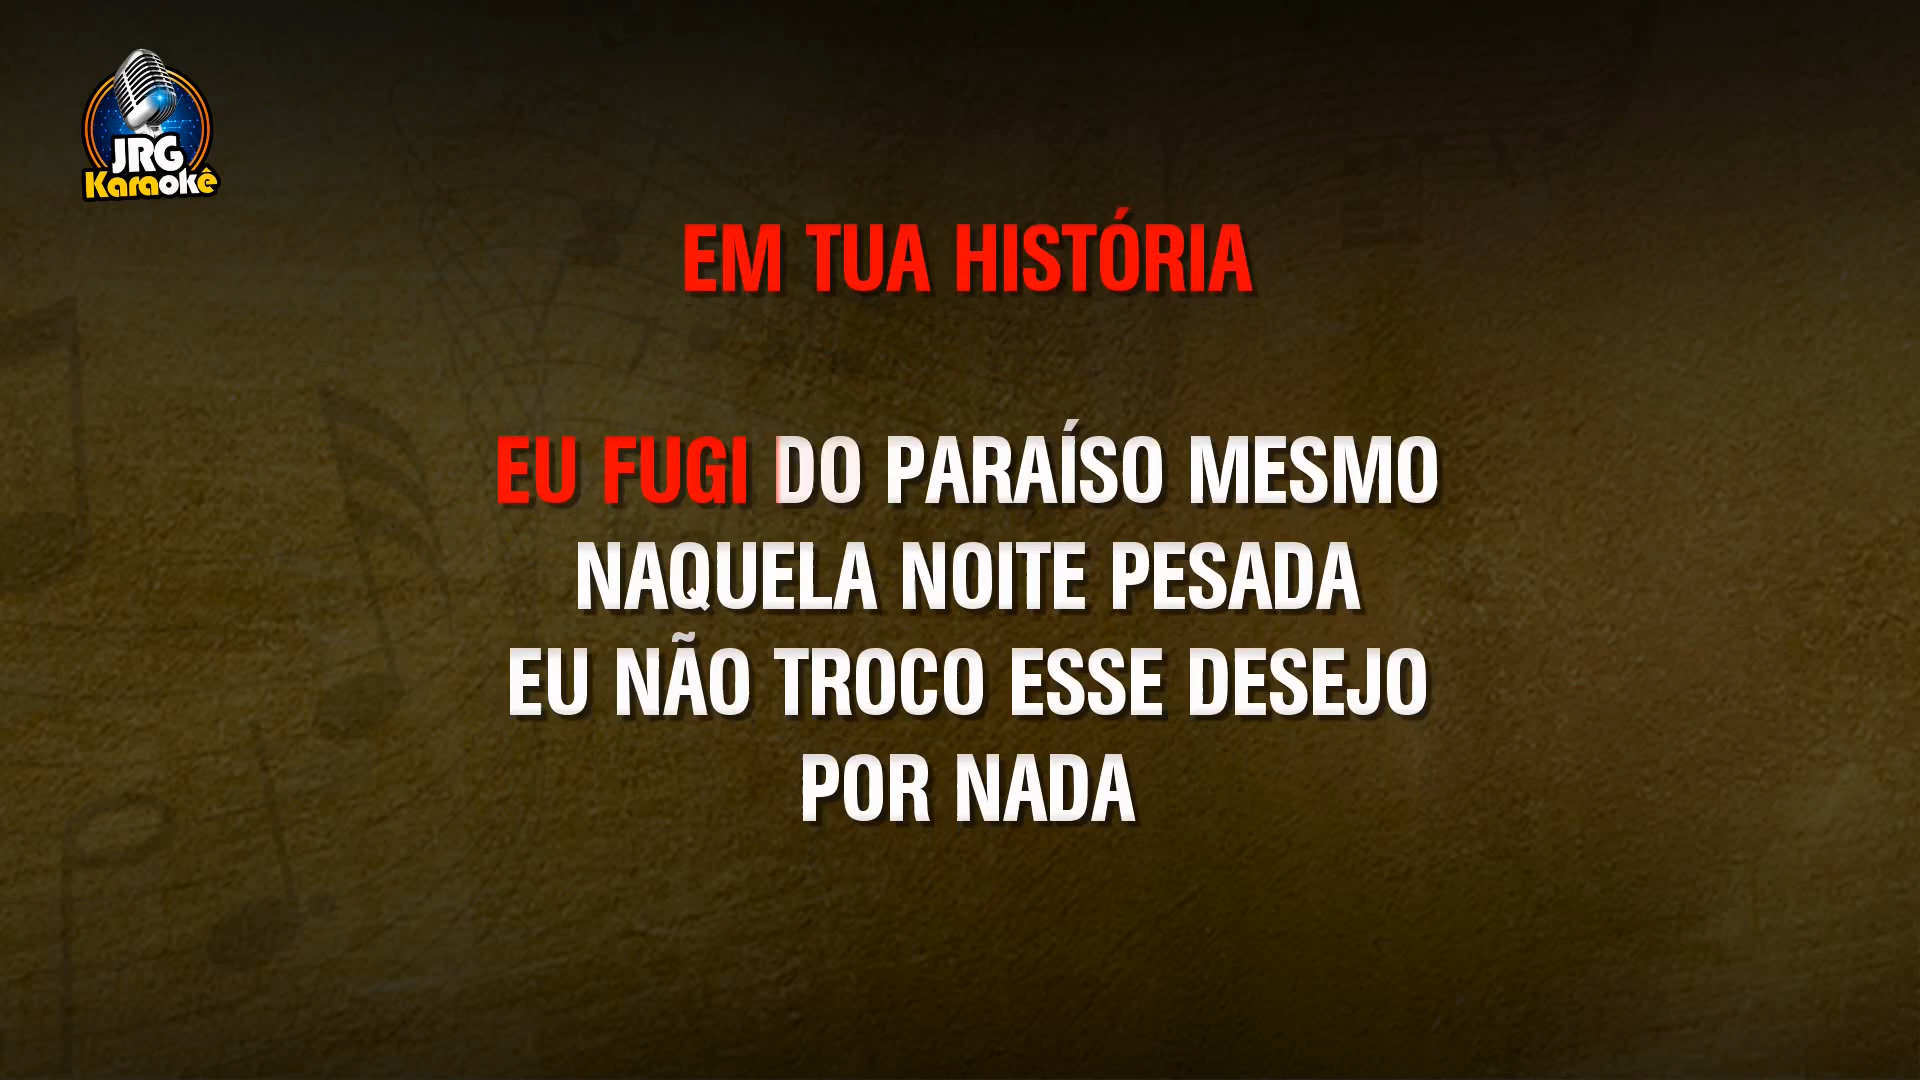 JRG
Karaokê
EM TUA HISTÓRIA
EU FUGI DO PARAÍSO MESMO
NAQUELA NOITE PESADA
EU NÃO TROCO ESSE DESEJO
POR NADA